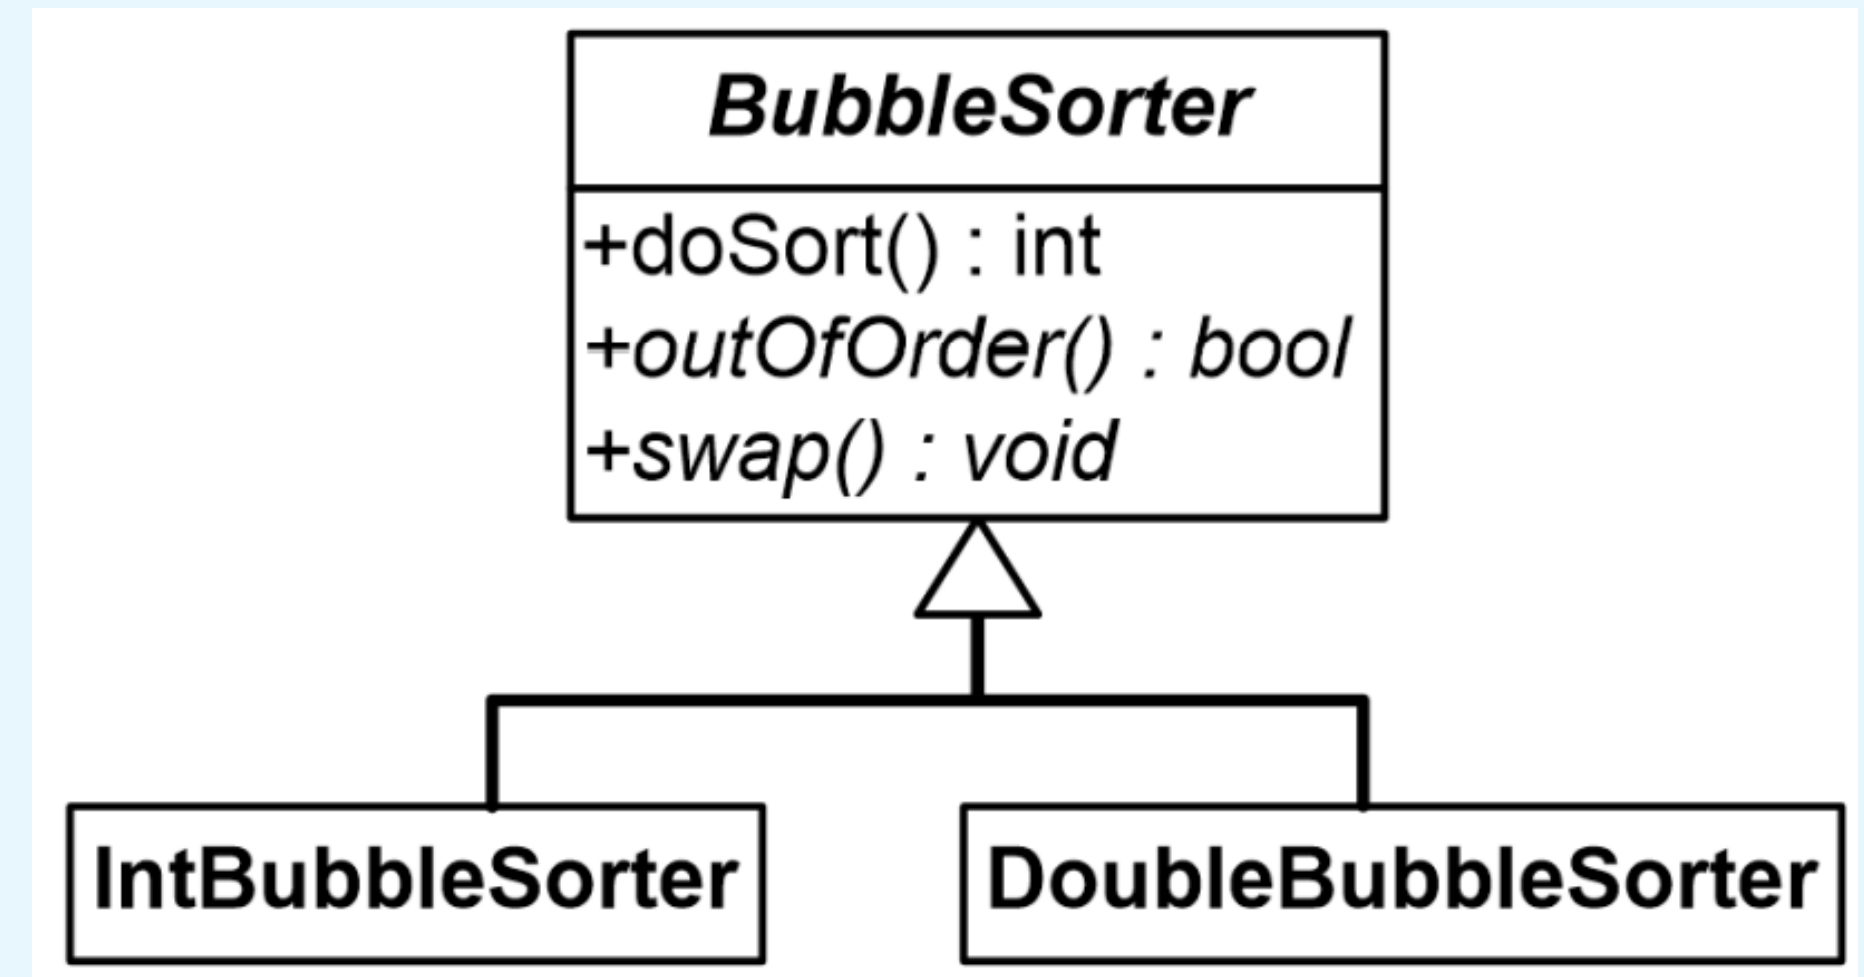 BubbleSorter
+doSort() : int
+outOfOrder() : bool
+swap() : void
IntBubbleSorter
DoubleBubbleSorter